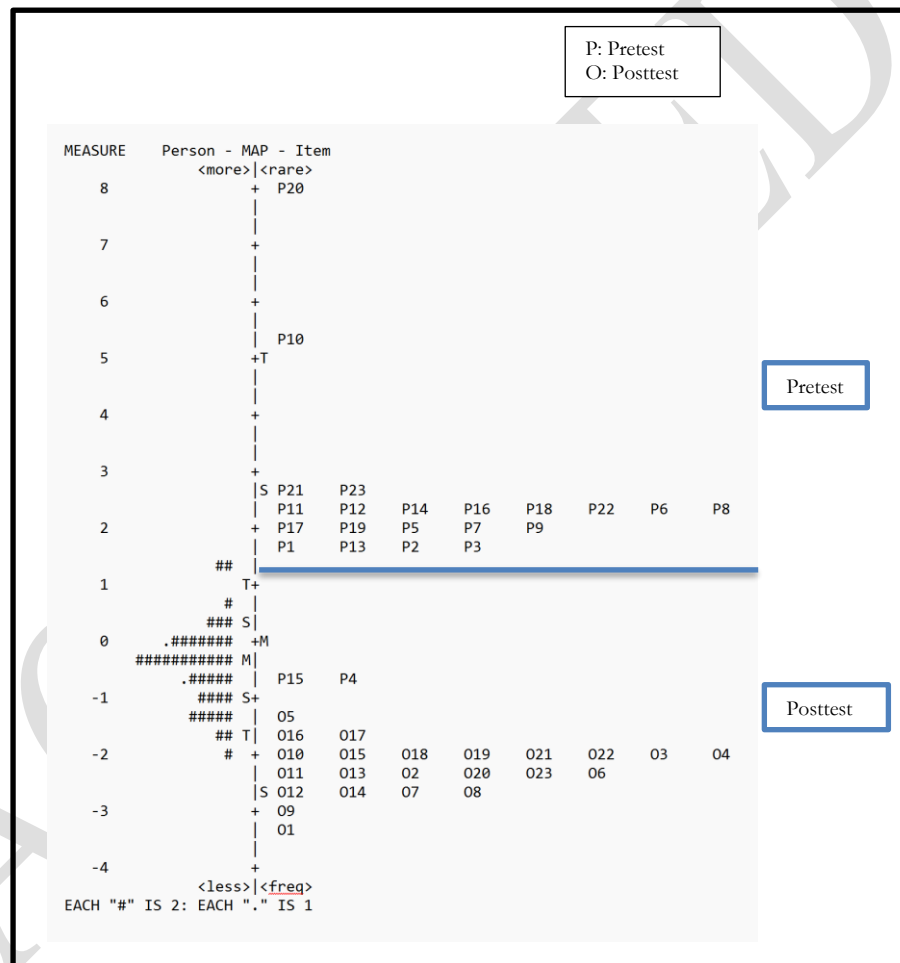 P: Pretest
O: Posttest
MEASURE Person - MAP - Item
<more>|<rare>
8 + P20
|
|
7 +
|
|
6 +
|
| P10
5 +T
|
|
4 +
|
|
3 +
|S P21 P23
| P11 P12 P14 P16 P18 P22 P6 P8
2 + P17 P19 P5 P7 P9
| P1 P13 P2 P3
## |
1 T+
# |
### S|
0 .####### +M
########### M|
.##### | P15 P4
-1 #### S+
##### | O5
## T| O16 O17
-2 # + O10 O15 O18 O19 O21 O22 O3 O4
| O11 O13 O2 O20 O23 O6
|S O12 O14 O7 O8
-3 + O9
| O1
|
-4 +
<less>|<freq>
EACH "#" IS 2: EACH "." IS 1
Pretest
Posttest